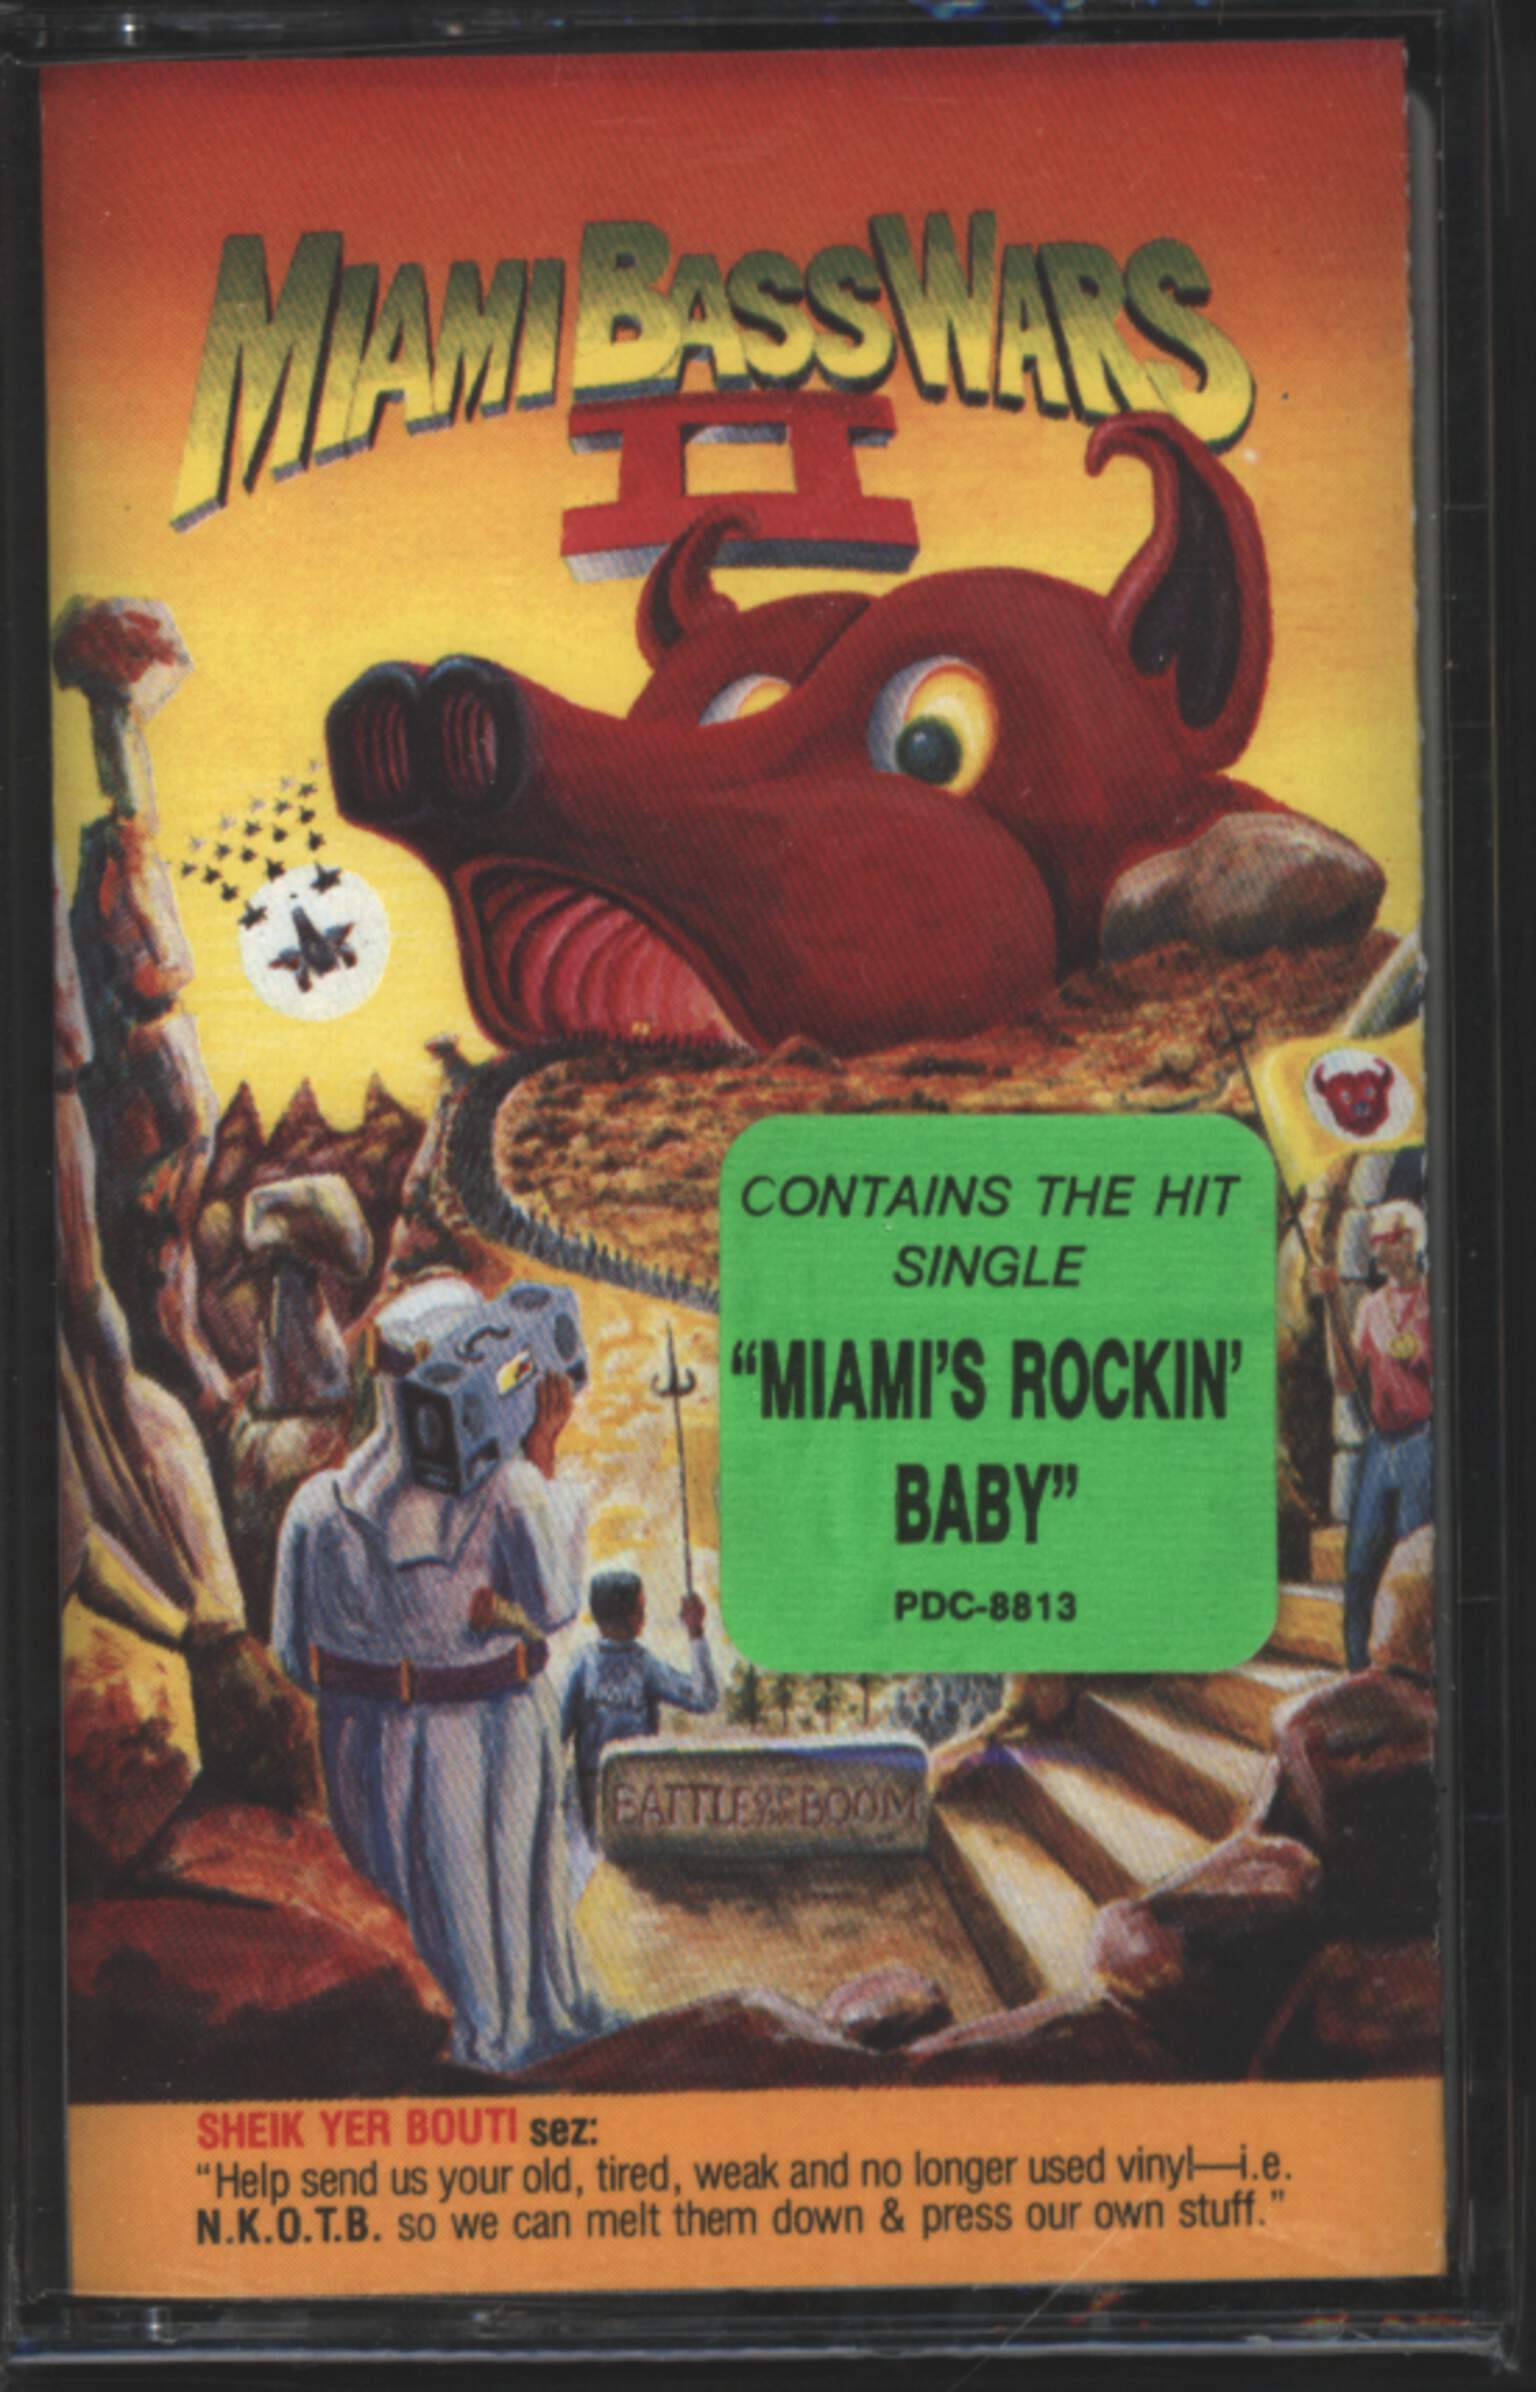 MIAMI BASS WARS
II
CONTAINS THE HIT
SINGLE
“MIAMI'S ROCKIN'
BABY”
PDC-8813
BATTLE OF THE BOOM
SHEIK YER BOUTI sez:
“Help send us your old, tired, weak and no longer used vinyl—i.e.
N.K.O.T.B. so we can melt them down & press our own stuff.”